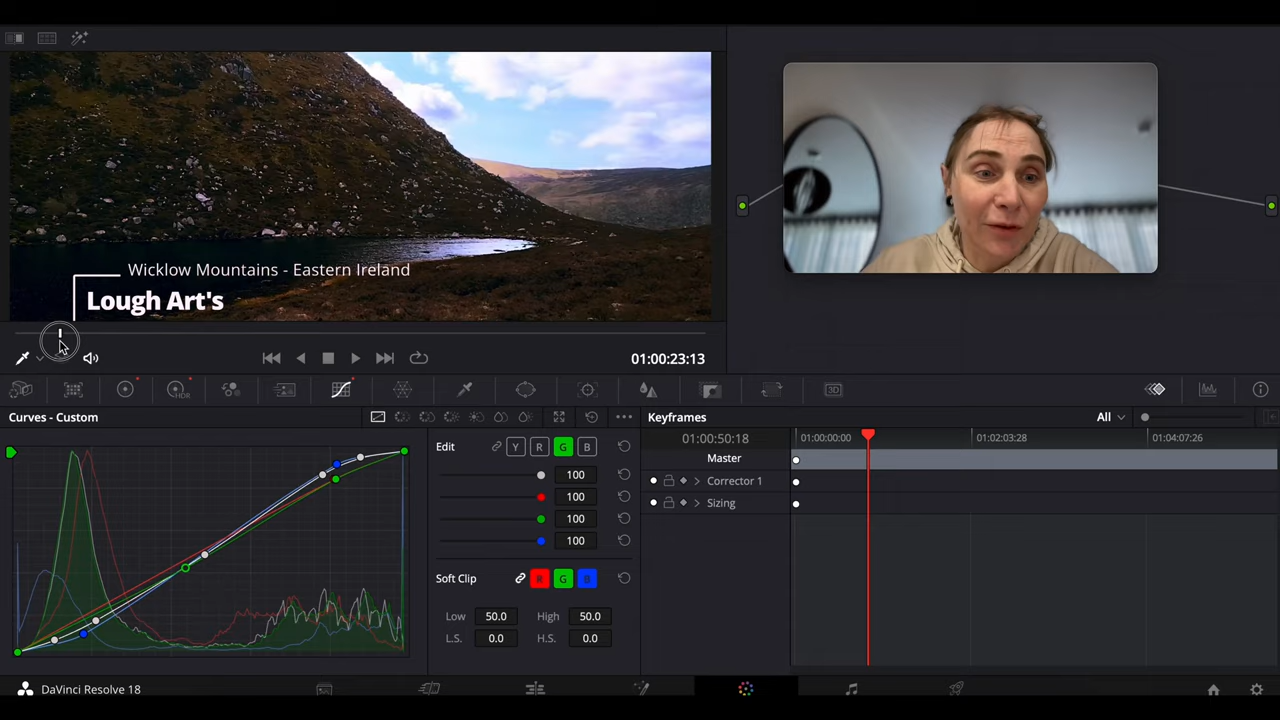 Wicklow Mountains - Eastern Ireland
Lough Art's
01:00:23:13
HDR
3D
Curves - Custom
Edit
Y
R
G
B
100
100
100
100
Soft Clip
R
G
B
Low 50.0 High 50.0
L.S. 0.0 H.S. 0.0
Keyframes
All
01:00:50:18
01:00:00:00
01:02:03:28
01:04:07:26
Master
Corrector 1
Sizing
DaVinci Resolve 18